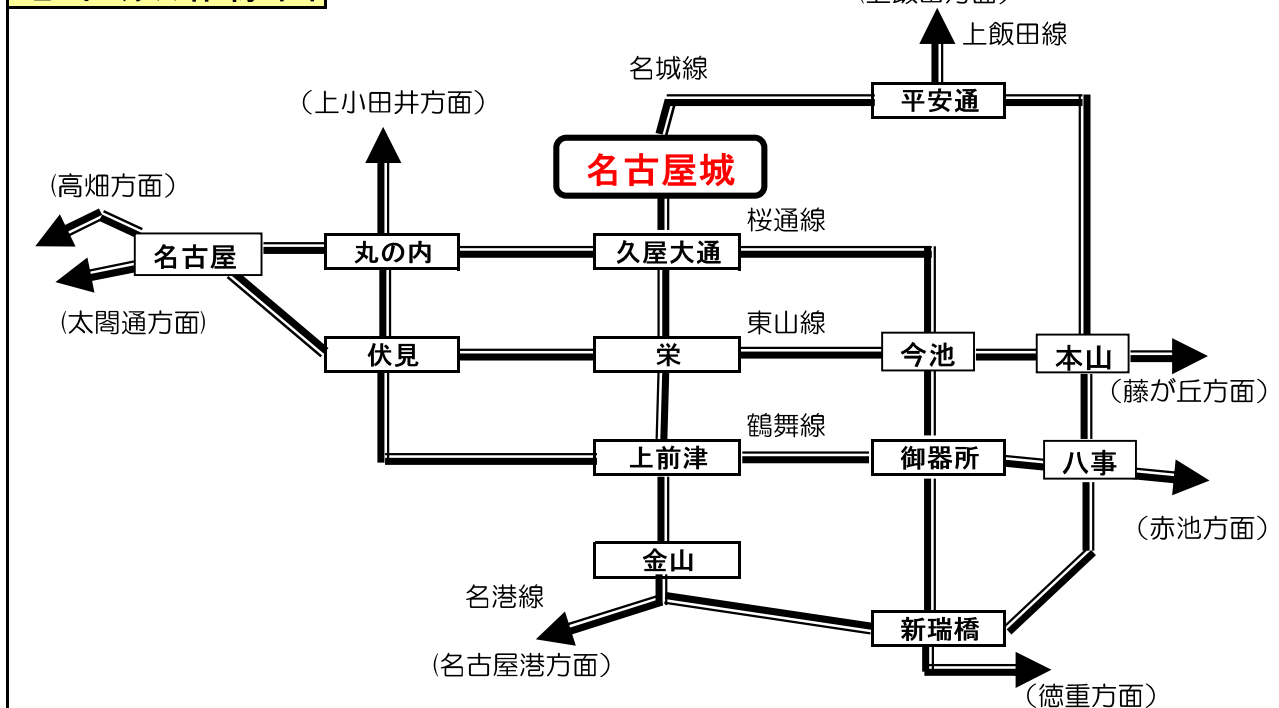 上飯田線
名城線
(上小田井方面)
平安通
名古屋城
(高畑方面)
桜通線
名古屋
丸の内
久屋大通
(太閤通方面)
東山線
伏見
栄
今池
本山
(藤が丘方面)
鶴舞線
上前津
御器所
八事
(赤池方面)
金山
名港線
新瑞橋
(名古屋港方面)
(徳重方面)